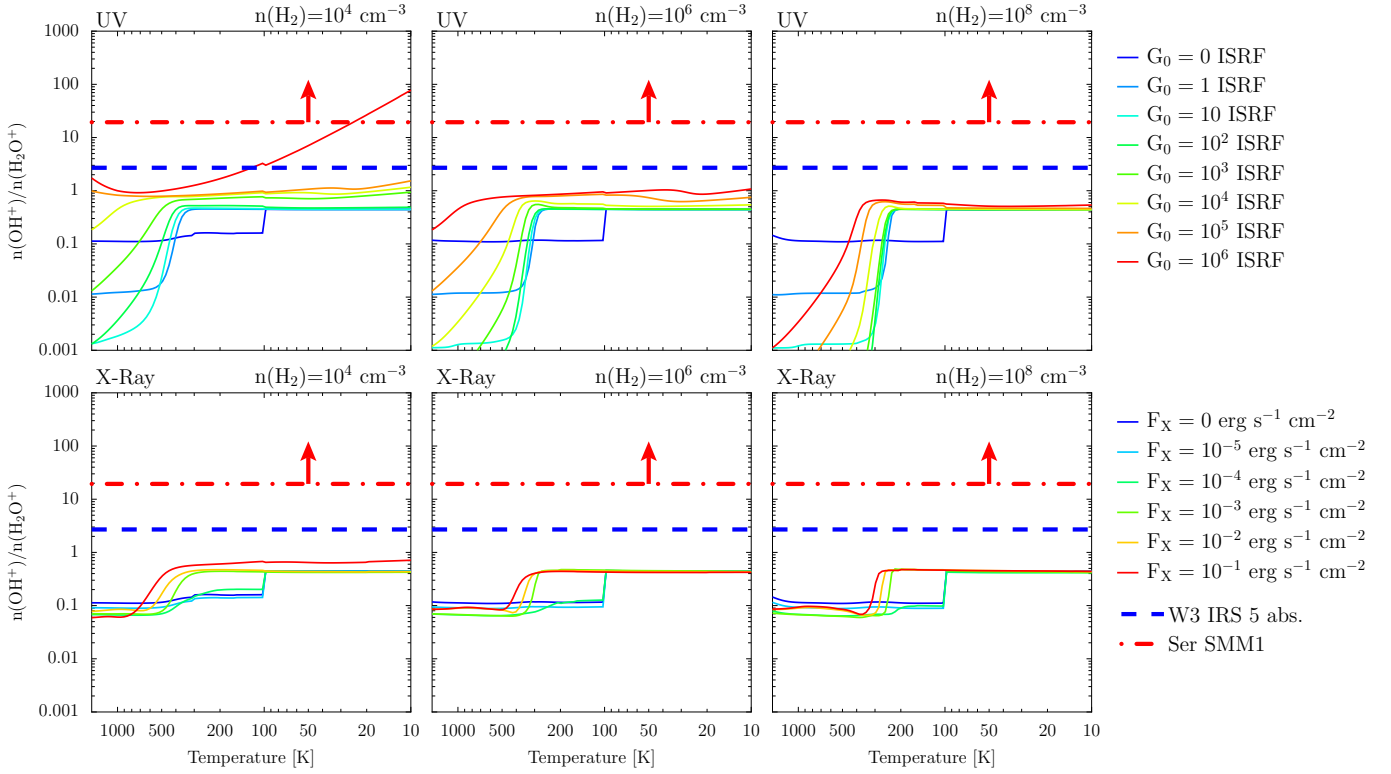 UV n(H₂)=10⁴ cm⁻³
UV n(H₂)=10⁶ cm⁻³
UV n(H₂)=10⁸ cm⁻³
n(OH⁺)/n(H₂O⁺)
1000
100
10
1
0.1
0.01
0.001
G₀ = 0 ISRF
G₀ = 1 ISRF
G₀ = 10 ISRF
G₀ = 10² ISRF
G₀ = 10³ ISRF
G₀ = 10⁴ ISRF
G₀ = 10⁵ ISRF
G₀ = 10⁶ ISRF
X-Ray n(H₂)=10⁴ cm⁻³
X-Ray n(H₂)=10⁶ cm⁻³
X-Ray n(H₂)=10⁸ cm⁻³
n(OH⁺)/n(H₂O⁺)
1000
100
10
1
0.1
0.01
0.001
1000 500 200 100 50 20 10
1000 500 200 100 50 20 10
1000 500 200 100 50 20 10
Temperature [K]
Temperature [K]
Temperature [K]
F_X = 0 erg s⁻¹ cm⁻²
F_X = 10⁻⁵ erg s⁻¹ cm⁻²
F_X = 10⁻⁴ erg s⁻¹ cm⁻²
F_X = 10⁻³ erg s⁻¹ cm⁻²
F_X = 10⁻² erg s⁻¹ cm⁻²
F_X = 10⁻¹ erg s⁻¹ cm⁻²
W3 IRS 5 abs.
Ser SMM1